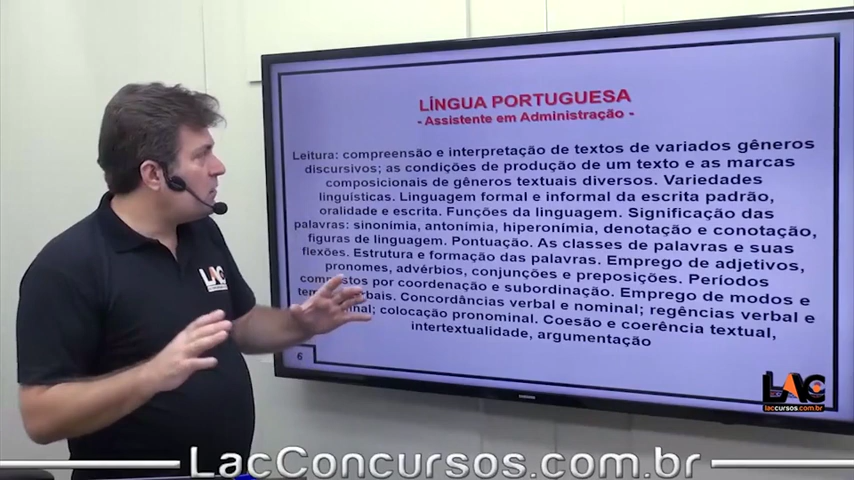 LÍNGUA PORTUGUESA
- Assistente em Administração -
Leitura: compreensão e interpretação de textos de variados gêneros
discursivos; as condições de produção de um texto e as marcas
composicionais de gêneros textuais diversos. Variedades
linguísticas. Linguagem formal e informal da escrita padrão,
oralidade e escrita. Funções da linguagem. Significação das
palavras: sinonímia, antonímia, hiperonímia, denotação e conotação,
figuras de linguagem. Pontuação. As classes de palavras e suas
flexões. Estrutura e formação das palavras. Emprego de adjetivos,
pronomes, advérbios, conjunções e preposições. Períodos
por coordenação e subordinação. Emprego de modos e
Concordâncias verbal e nominal; regências verbal e
colocação pronominal. Coesão e coerência textual,
intertextualidade, argumentação
6
LAC
laccursos.com.br
LAC
LacConcursos.com.br